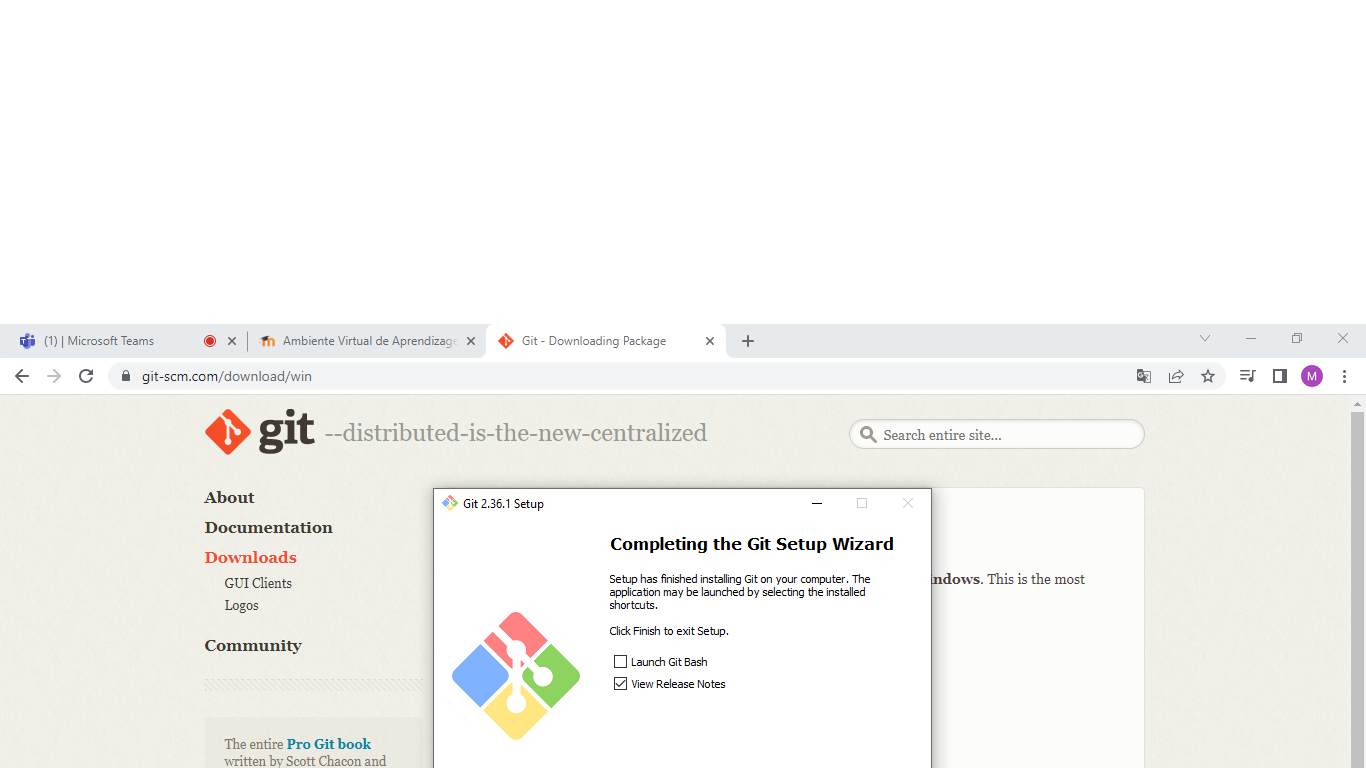 (1) | Microsoft Teams
Ambiente Virtual de Aprendizage
Git - Downloading Package
git-scm.com/download/win
M
git --distributed-is-the-new-centralized
Search entire site...
About
Documentation
Downloads
GUI Clients
Logos
Community
The entire Pro Git book
written by Scott Chacon and
Git 2.36.1 Setup
Completing the Git Setup Wizard
Setup has finished installing Git on your computer. The
application may be launched by selecting the installed
shortcuts.
Click Finish to exit Setup.
Launch Git Bash
View Release Notes
indows. This is the most